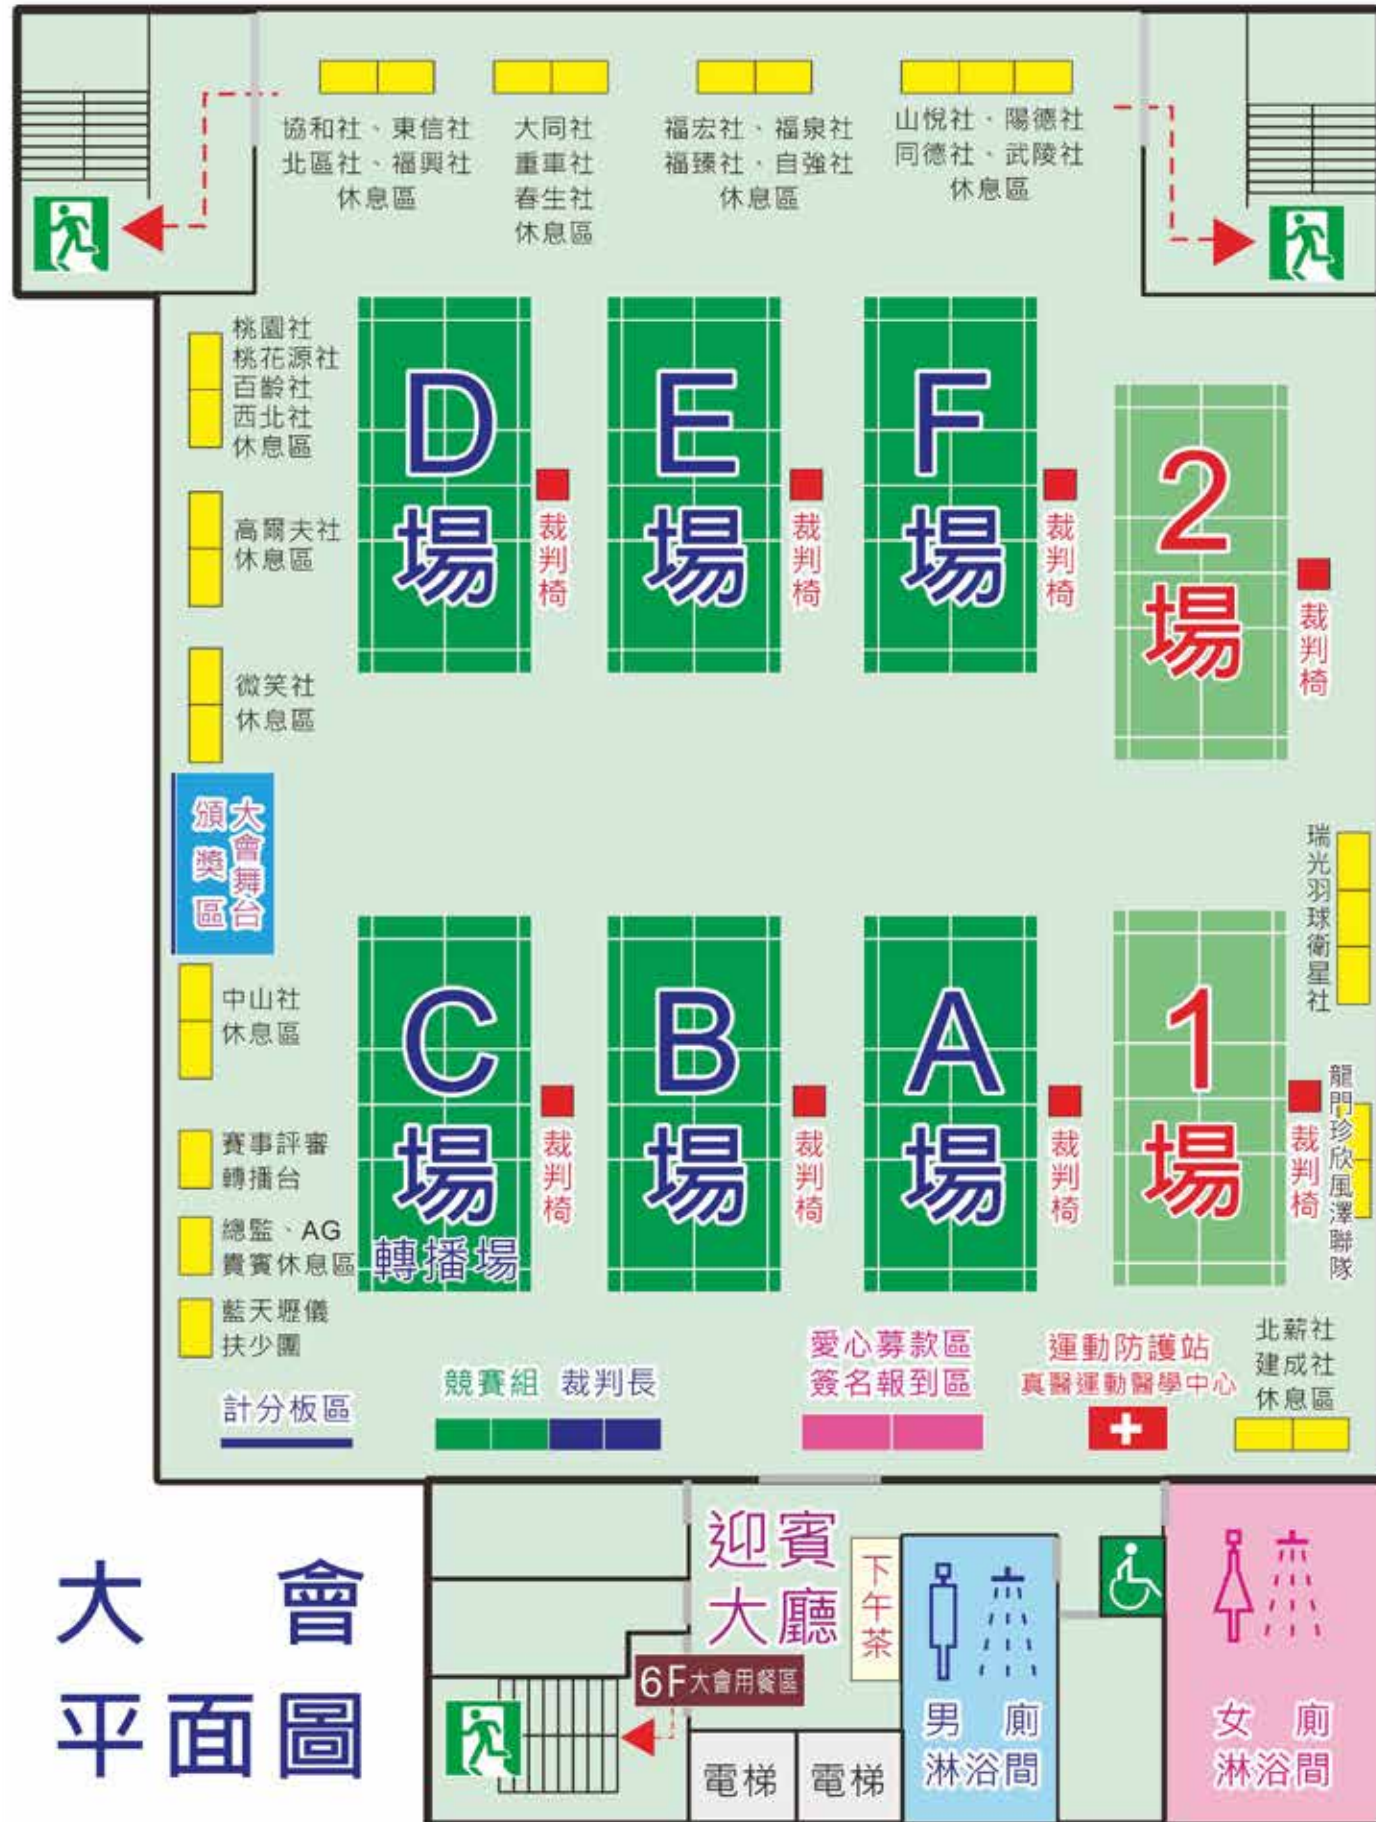 協和社、東信社
北區社、福興社
休息區
大同社
重車社
春生社
休息區
福宏社、福泉社
福臻社、自強社
休息區
山悅社、陽德社
同德社、武陵社
休息區
桃園社
桃花源社
百齡社
西北社
休息區
高爾夫社
休息區
微笑社
休息區
D
場
裁判椅
E
場
裁判椅
F
場
裁判椅
2
場
裁判椅
大會舞台
頒獎區
瑞光羽球衛星社
中山社
休息區
賽事評審
轉播台
總監、AG
貴賓休息區
藍天壢儀
扶少團
C
場
轉播場
裁判椅
B
場
裁判椅
A
場
裁判椅
1
場
裁判椅
龍門珍欣風澤聯隊
計分板區
競賽組 裁判長
愛心募款區
簽名報到區
運動防護站
真醫運動醫學中心
北薪社
建成社
休息區
大會
平面圖
迎賓
大廳
下午茶
6F大會用餐區
電梯
電梯
男廁
淋浴間
女廁
淋浴間